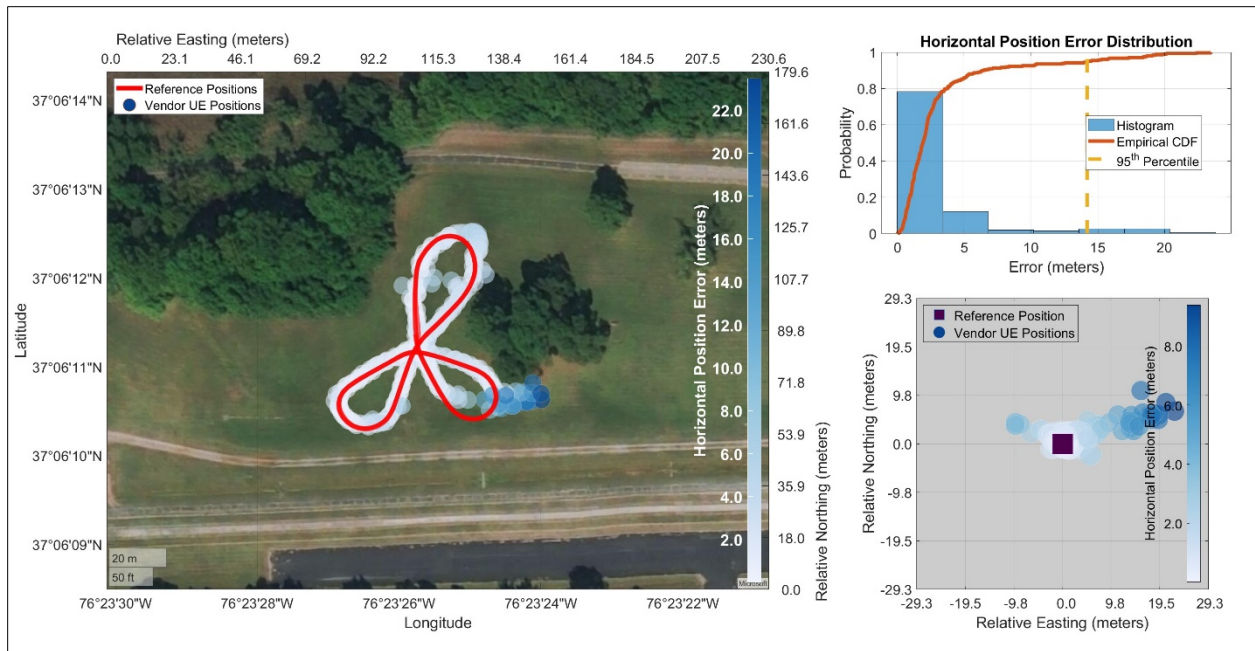 Relative Easting (meters)
0.0 23.1 46.1 69.2 92.2 115.3 138.4 161.4 184.5 207.5 230.6
Reference Positions
Vendor UE Positions
37°06'14"N
37°06'13"N
37°06'12"N
37°06'11"N
37°06'10"N
37°06'09"N
Latitude
22.0
20.0
18.0
16.0
14.0
12.0
10.0
8.0
6.0
4.0
2.0
Horizontal Position Error (meters)
179.6
161.6
143.6
125.7
107.7
89.8
71.8
53.9
35.9
18.0
0.0
Relative Northing (meters)
20 m
50 ft
Microsoft
76°23'30"W 76°23'28"W 76°23'26"W 76°23'24"W 76°23'22"W
Longitude
Horizontal Position Error Distribution
1
0.8
0.6
0.4
0.2
0
Probability
Histogram
Empirical CDF
95th Percentile
0 5 10 15 20
Error (meters)
29.3
19.5
9.8
0.0
-9.8
-19.5
-29.3
Relative Northing (meters)
Reference Position
Vendor UE Positions
8.0
6.0
4.0
2.0
Horizontal Position Error (meters)
-29.3 -19.5 -9.8 0.0 9.8 19.5 29.3
Relative Easting (meters)